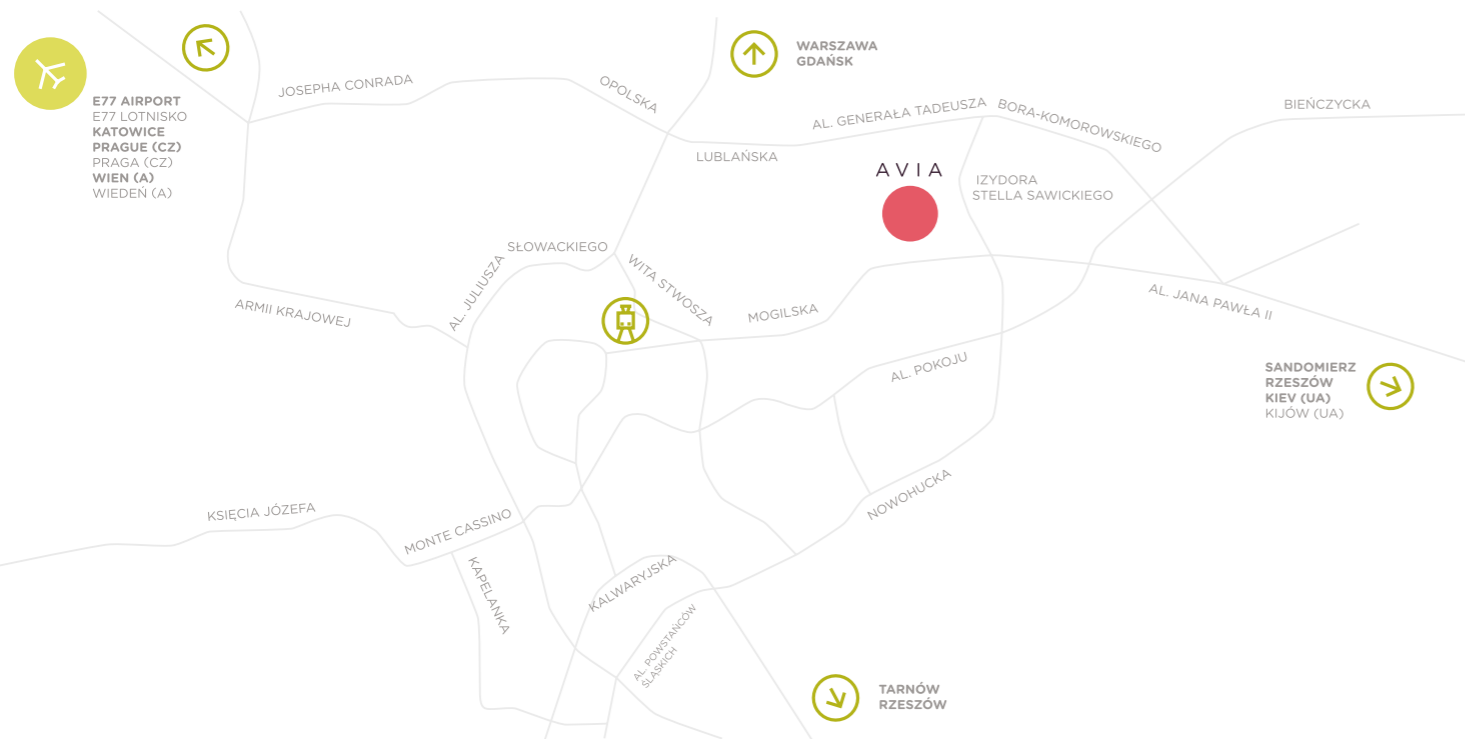 WARSZAWA
GDAŃSK
E77 AIRPORT
E77 LOTNISKO
KATOWICE
PRAGUE (CZ)
PRAGA (CZ)
WIEN (A)
WIEDEŃ (A)
JOSEPHA CONRADA
OPOLSKA
LUBLAŃSKA
AL. GENERAŁA TADEUSZA
BORA-KOMOROWSKIEGO
BIEŃCZYCKA
AVIA
IZYDORA
STELLA SAWICKIEGO
SŁOWACKIEGO
AL. JULIUSZA
WITA STWOSZA
ARMII KRAJOWEJ
MOGILSKA
AL. JANA PAWŁA II
AL. POKOJU
SANDOMIERZ
RZESZÓW
KIEV (UA)
KIJÓW (UA)
NOWOHUCKA
KSIĘCIA JÓZEFA
MONTE CASSINO
KAPELANKA
KALWARYJSKA
AL. POWSTAŃCÓW
ŚLĄSKICH
TARNÓW
RZESZÓW